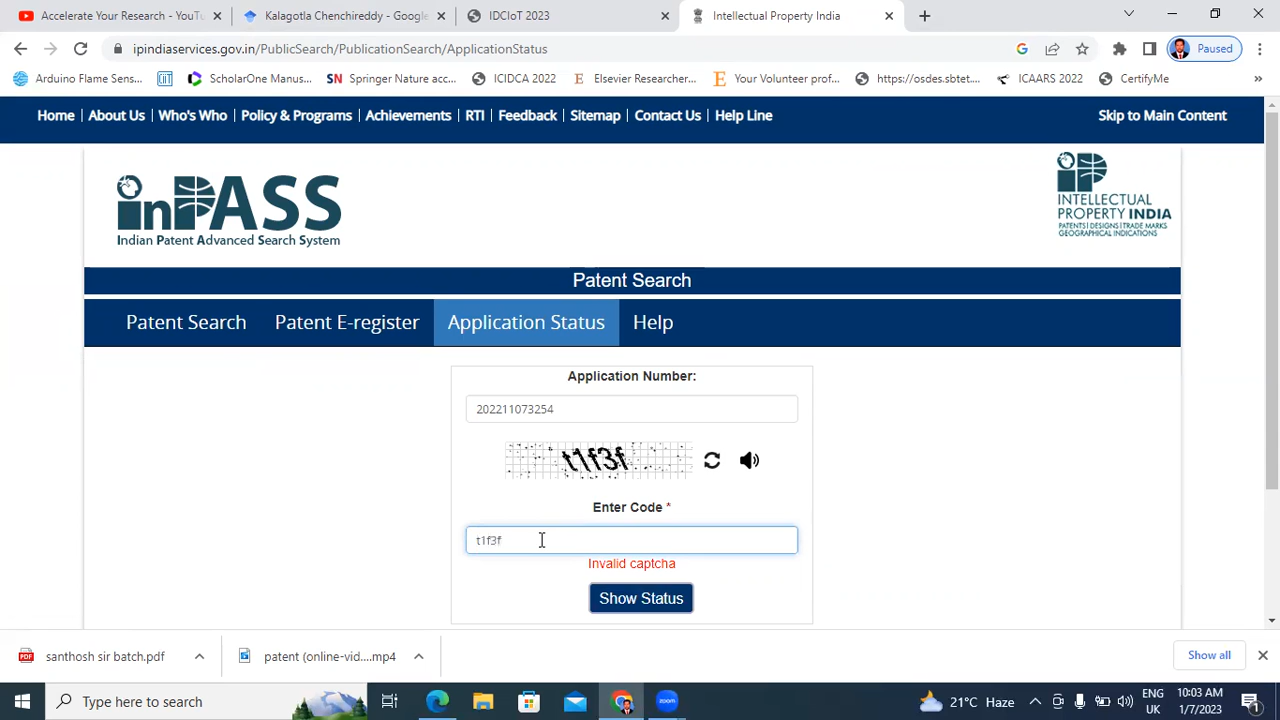 Accelerate Your Research - YouTu
Kalagotla Chenchireddy - Google
IDCIoT 2023
Intellectual Property India
ipindiaservices.gov.in/PublicSearch/PublicationSearch/ApplicationStatus
Paused
Arduino Flame Sens...
ScholarOne Manus...
SN Springer Nature acc...
ICIDCA 2022
Elsevier Researcher...
Your Volunteer prof...
https://osdes.sbtet....
ICAARS 2022
CertifyMe
Home
About Us
Who's Who
Policy & Programs
Achievements
RTI
Feedback
Sitemap
Contact Us
Help Line
Skip to Main Content
inPASS
Indian Patent Advanced Search System
INTELLECTUAL
PROPERTY INDIA
PATENTS|DESIGNS|TRADE MARKS
GEOGRAPHICAL INDICATIONS
Patent Search
Patent Search
Patent E-register
Application Status
Help
Application Number:
202211073254
t1f3f
Enter Code *
t1f3f
Invalid captcha
Show Status
PDF
santhosh sir batch.pdf
patent (online-vid....mp4
Show all
Type here to search
zoom
21°C Haze
ENG
UK
10:03 AM
1/7/2023
1